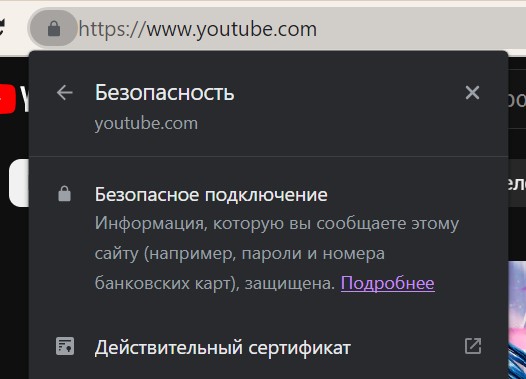 https://www.youtube.com
Безопасность
youtube.com
Безопасное подключение
Информация, которую вы сообщаете этому
сайту (например, пароли и номера
банковских карт), защищена. Подробнее
Действительный сертификат